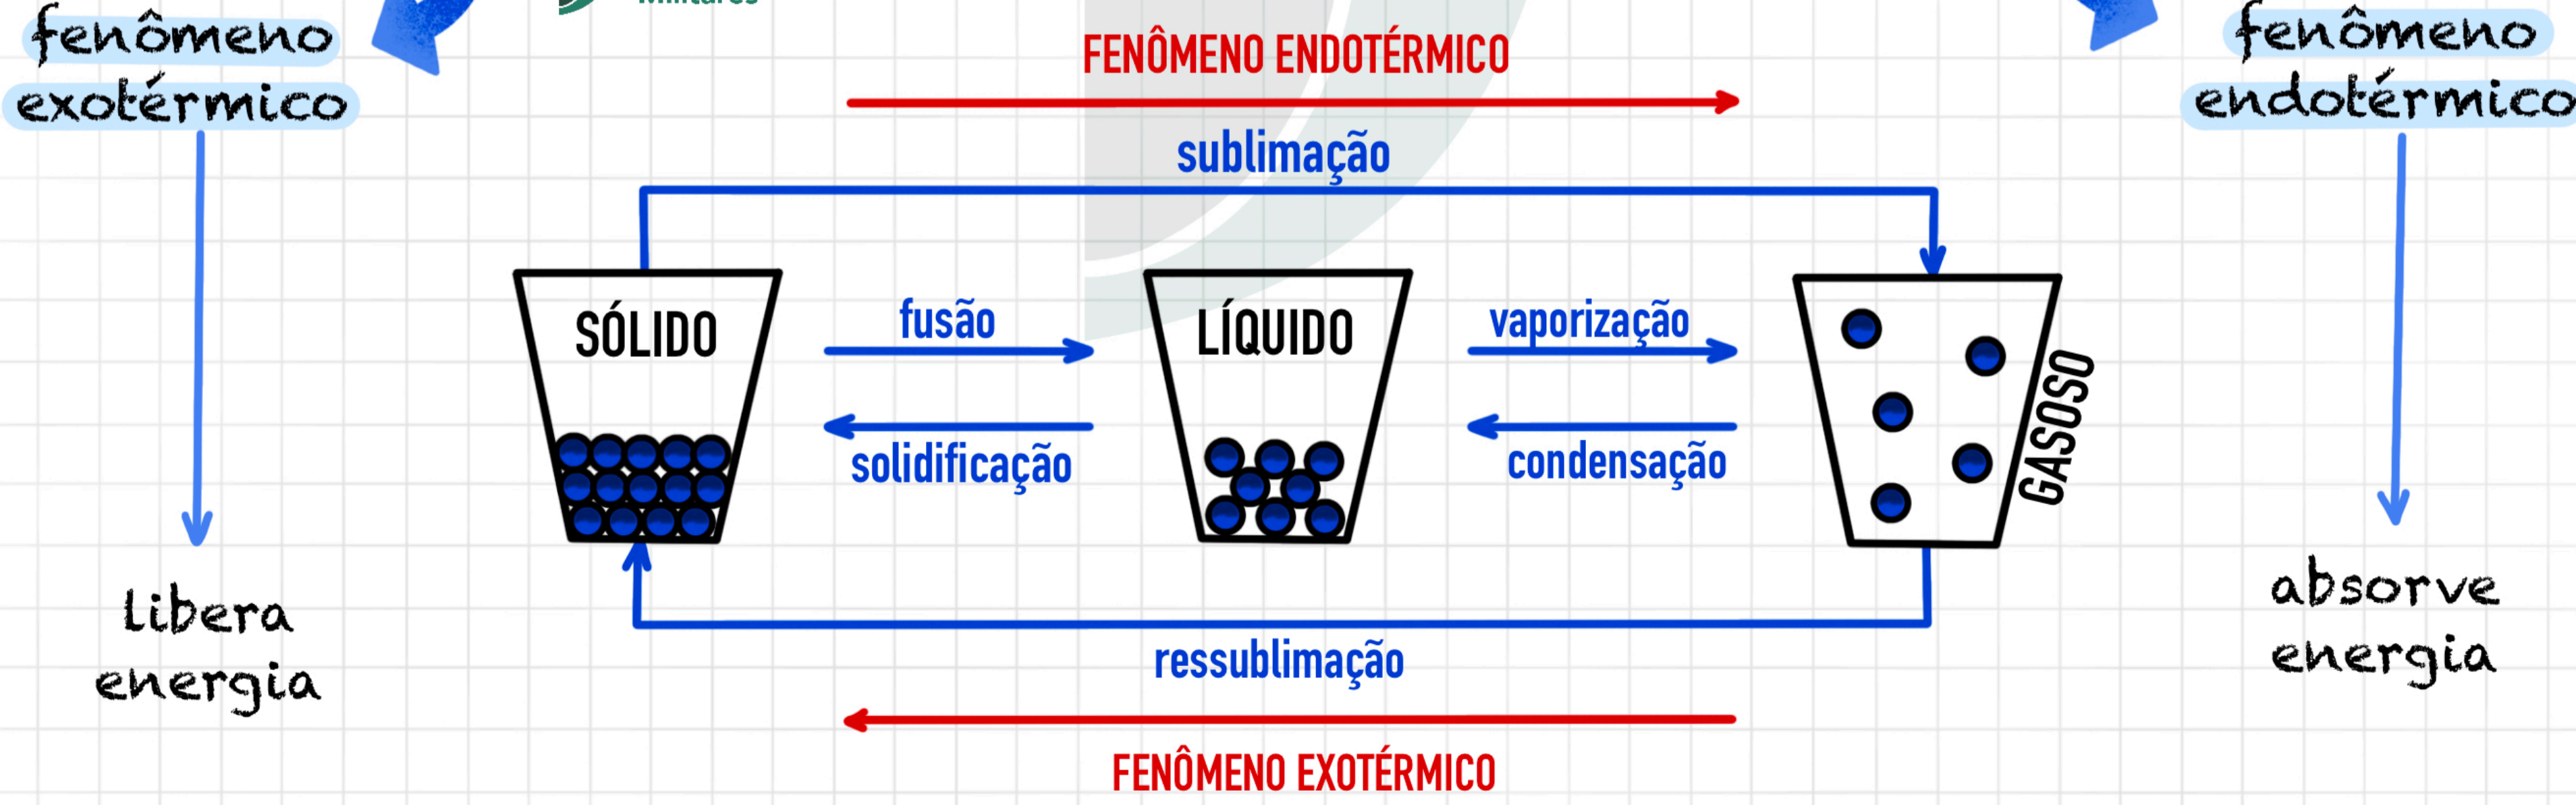 Militares
fenômeno
exotérmico
libera
energia
FENÔMENO ENDOTÉRMICO
sublimação
SÓLIDO
fusão
solidificação
LÍQUIDO
vaporização
condensação
GASOSO
ressublimação
FENÔMENO EXOTÉRMICO
fenômeno
endotérmico
absorve
energia